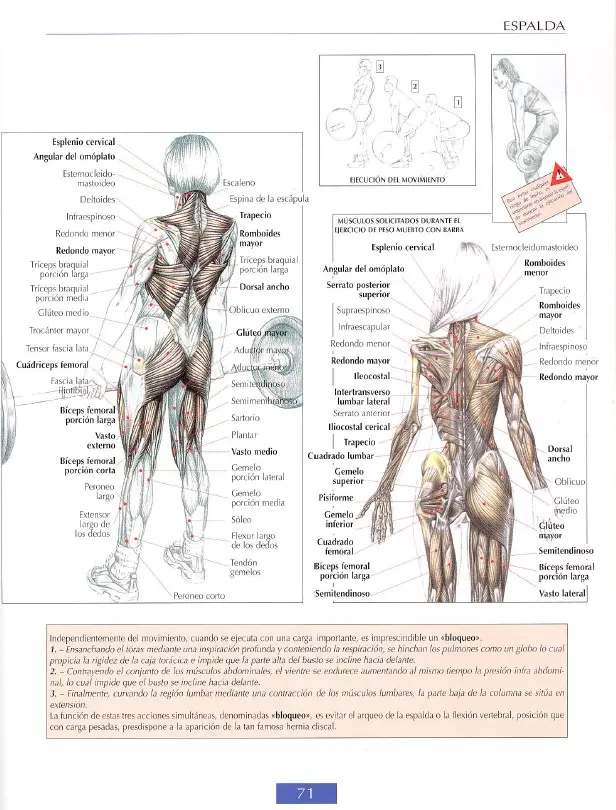 ESPALDA
3
2
1
EJECUCIÓN DEL MOVIMIENTO
Esplenio cervical
Angular del omóplato
Esternocleido-
mastoideo
Deltoides
Infraespinoso
Redondo menor
Redondo mayor
Tríceps braquial
porción larga
Tríceps braquial
porción media
Glúteo medio
Trocánter mayor
Tensor fascia lata
Cuádriceps femoral
Fascia lata
iliotibial
Bíceps femoral
porción larga
Vasto
externo
Bíceps femoral
porción corta
Peroneo
largo
Extensor
largo de
los dedos
Escaleno
Espina de la escápula
Trapecio
Romboides
mayor
Tríceps braquial
porción larga
Dorsal ancho
Oblicuo externo
Glúteo mayor
Aductor mayor
Aductor menor
Semitendinoso
Semimembranoso
Sartorio
Plantar
Vasto medio
Gemelo
porción lateral
Gemelo
porción media
Sóleo
Flexor largo
de los dedos
Tendón
gemelos
Peroneo corto
MÚSCULOS SOLICITADOS DURANTE EL
EJERCICIO DE PESO MUERTO CON BARRA
Esplenio cervical
Angular del omóplato
Serrato posterior
superior
Supraespinoso
Infraescapular
Redondo menor
Redondo mayor
Ileocostal
Intertransverso
lumbar lateral
Serrato anterior
Iliocostal cerical
Trapecio
Cuadrado lumbar
Gemelo
superior
Pisiforme
Gemelo
inferior
Cuadrado
femoral
Bíceps femoral
porción larga
Semitendinoso
Esternocleidomastoideo
Romboides
menor
Trapecio
Romboides
mayor
Deltoides
Infraespinoso
Redondo menor
Redondo mayor
Dorsal
ancho
Oblicuo
Glúteo
medio
Glúteo
mayor
Semitendinoso
Bíceps femoral
porción larga
Vasto lateral
Independientemente del movimiento, cuando se ejecuta con una carga importante, es imprescindible un «bloqueo».
1. – Ensanchando el tórax mediante una inspiración profunda y conteniendo la respiración, se hinchan los pulmones como un globo lo cual
propicia la rigidez de la caja torácica e impide que la parte alta del busto se incline hacia delante.
2. – Contrayendo el conjunto de los músculos abdominales, el vientre se endurece aumentando al mismo tiempo la presión infra abdomi-
nal, lo cual impide que el busto se incline hacia delante.
3. – Finalmente, curvando la región lumbar mediante una contracción de los músculos lumbares, la parte baja de la columna se sitúa en
extensión.
La función de estas tres acciones simultáneas, denominadas «bloqueo», es evitar el arqueo de la espalda o la flexión vertebral, posición que
con carga pesadas, presdispone a la aparición de la tan famosa hernia discal.
71